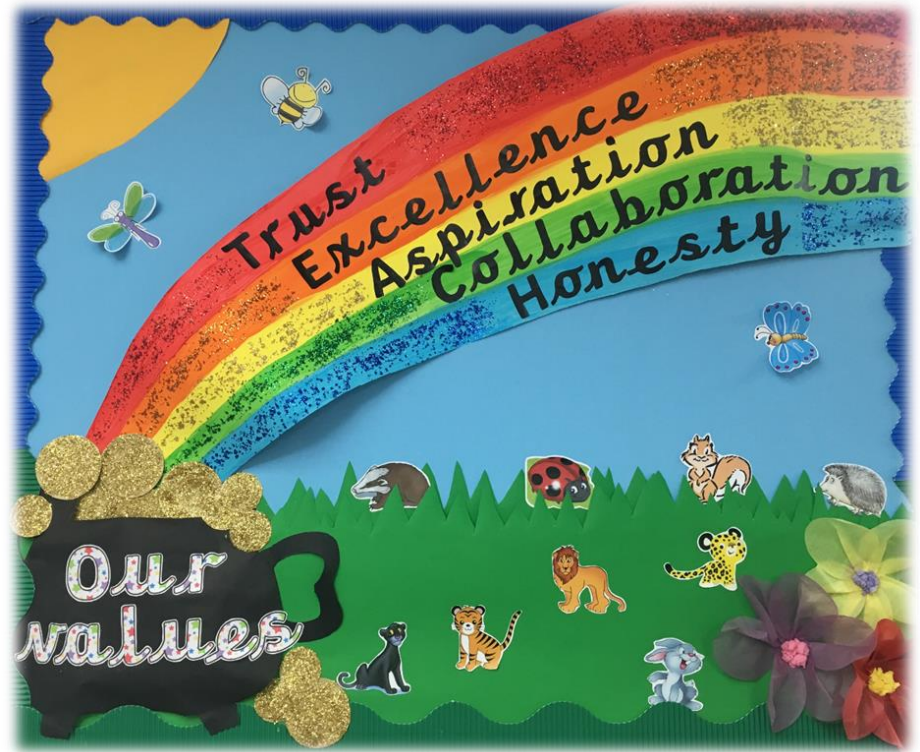 Trust
Excellence
Aspiration
Collaboration
Honesty
Our
values